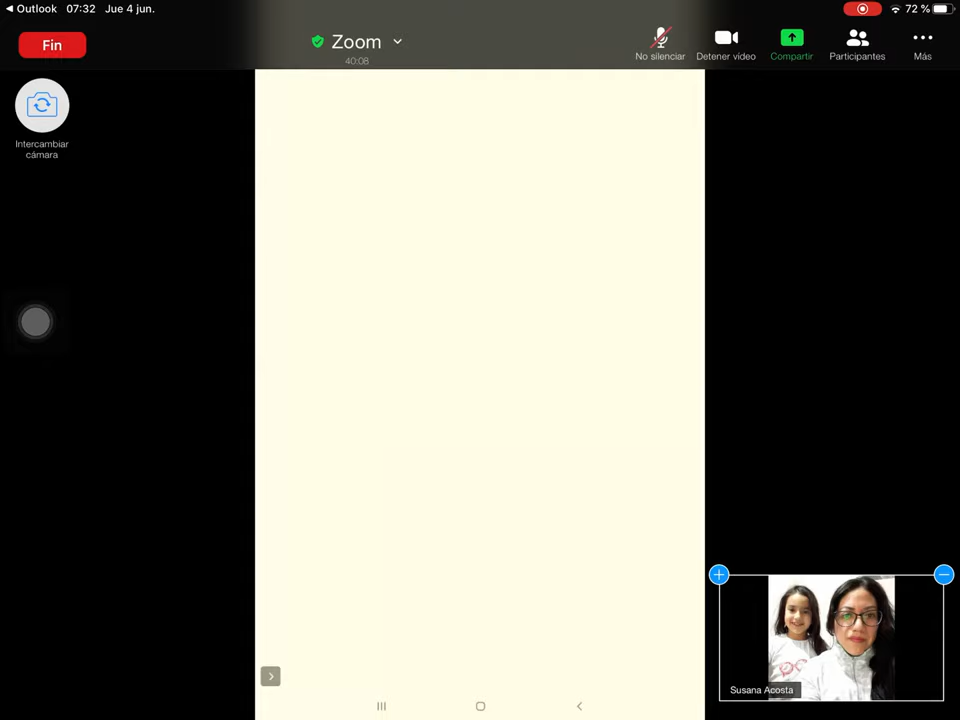 Outlook 07:32 Jue 4 jun. 72 %
Fin
Zoom
40:08
No silenciar Detener vídeo Compartir Participantes Más
Intercambiar
cámara
Susana Acosta